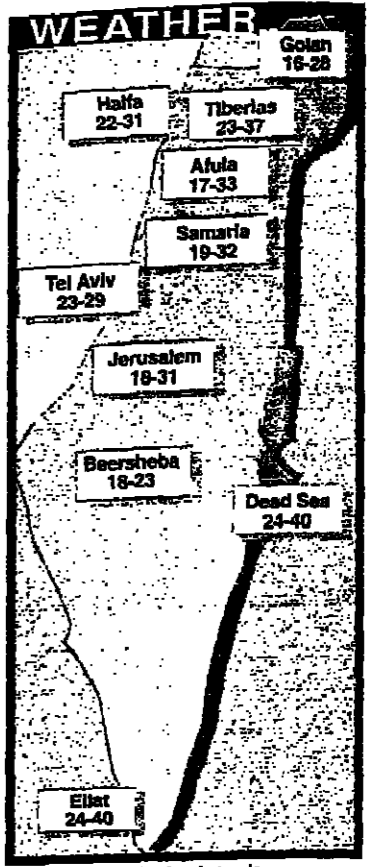 WEATHER
Golan
16-28
Haifa
22-31
Tiberias
23-37
Afula
17-33
Samaria
19-32
Tel Aviv
23-29
Jerusalem
18-31
Beersheba
18-23
Dead Sea
24-40
Eilat
24-40